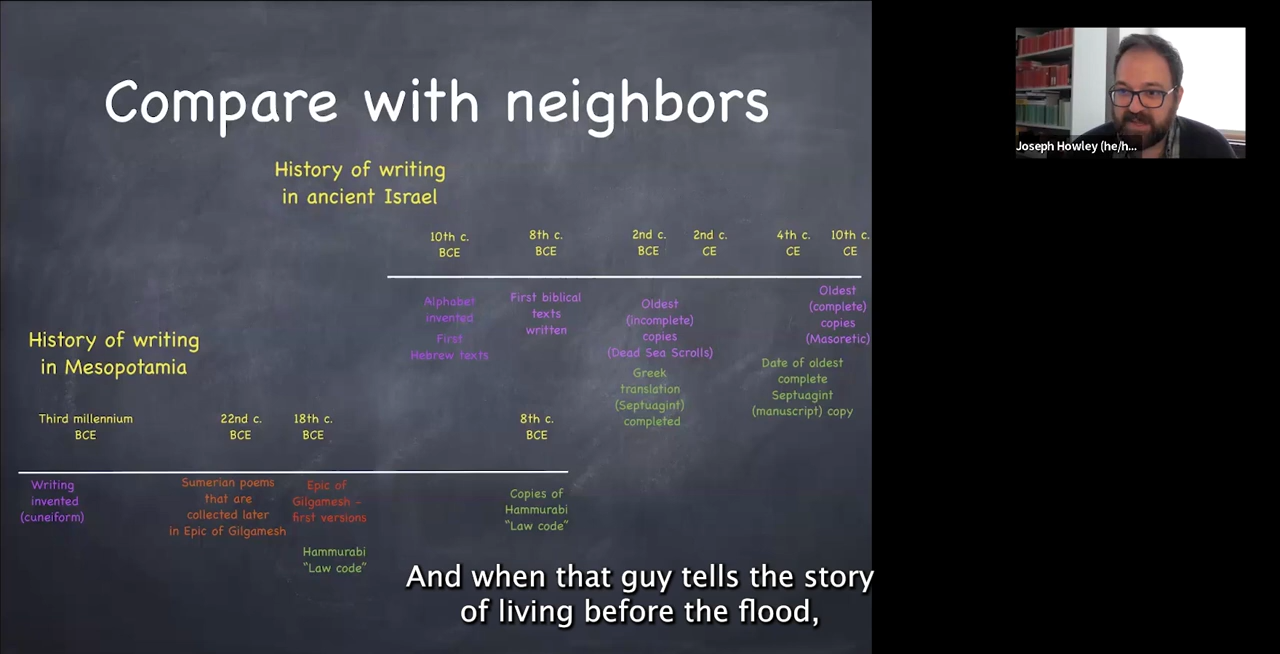 Compare with neighbors
History of writing
in ancient Israel
10th c.
BCE
8th c.
BCE
2nd c.
BCE
2nd c.
CE
4th c.
CE
10th c.
CE
Alphabet
invented
First
Hebrew texts
First biblical
texts
written
Oldest
(incomplete)
copies
(Dead Sea Scrolls)
Greek
translation
(Septuagint)
completed
Oldest
(complete)
copies
(Masoretic)
Date of oldest
complete
Septuagint
(manuscript) copy
History of writing
in Mesopotamia
Third millennium
BCE
22nd c.
BCE
18th c.
BCE
8th c.
BCE
Writing
invented
(cuneiform)
Sumerian poems
that are
collected later
in Epic of Gilgamesh
Epic of
Gilgamesh -
first versions
Hammurabi
"Law code"
Copies of
Hammurabi
"Law code"
And when that guy tells the story
of living before the flood,
Joseph Howley (he/h...